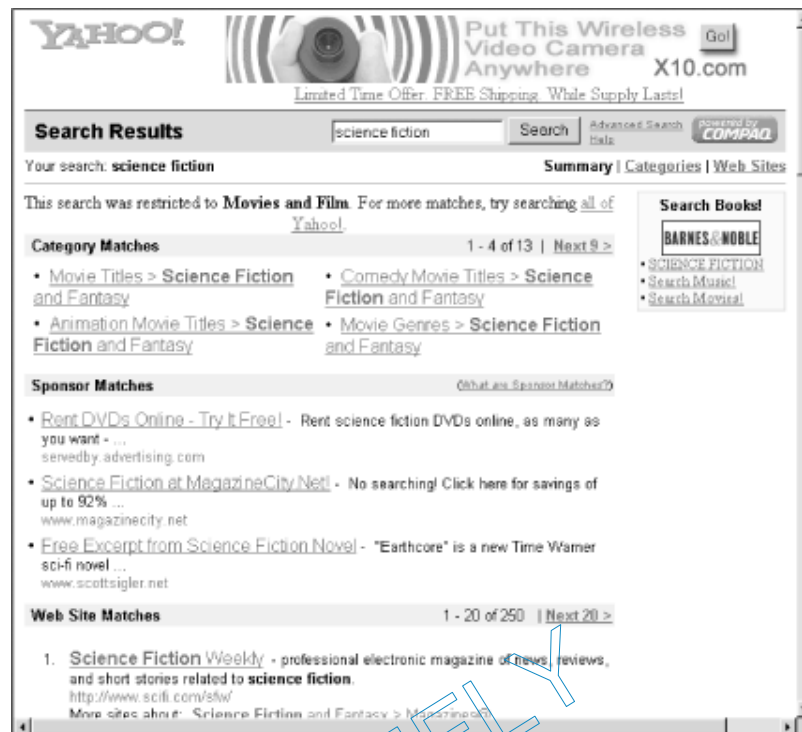 YAHOO!
Put This Wireless
Video Camera
Anywhere
Go!
X10.com
Limited Time Offer. FREE Shipping. While Supply Lasts!
Search Results
science fiction
Search
Advanced Search
Help
powered by
COMPAQ
Your search: science fiction
Summary | Categories | Web Sites
This search was restricted to Movies and Film. For more matches, try searching all of
Yahoo!.
Search Books!
BARNES&NOBLE
• SCIENCE FICTION
• Search Music!
• Search Movies!
Category Matches
1 - 4 of 13 | Next 9 >
• Movie Titles > Science Fiction
and Fantasy
• Comedy Movie Titles > Science
Fiction and Fantasy
• Animation Movie Titles > Science
Fiction and Fantasy
• Movie Genres > Science Fiction
and Fantasy
Sponsor Matches
(What are Sponsor Matches?)
• Rent DVDs Online - Try It Free! - Rent science fiction DVDs online, as many as
you want - ...
servedby.advertising.com
• Science Fiction at MagazineCity.Net! - No searching! Click here for savings of
up to 92% ...
www.magazinecity.net
• Free Excerpt from Science Fiction Novel - "Earthcore" is a new Time Warner
sci-fi novel ...
www.scottsigler.net
Web Site Matches
1 - 20 of 250 | Next 20 >
1. Science Fiction Weekly - professional electronic magazine of news, reviews,
and short stories related to science fiction.
http://www.scifi.com/sfw/
More sites about: Science Fiction and Fantasy > Magazines@
ELY